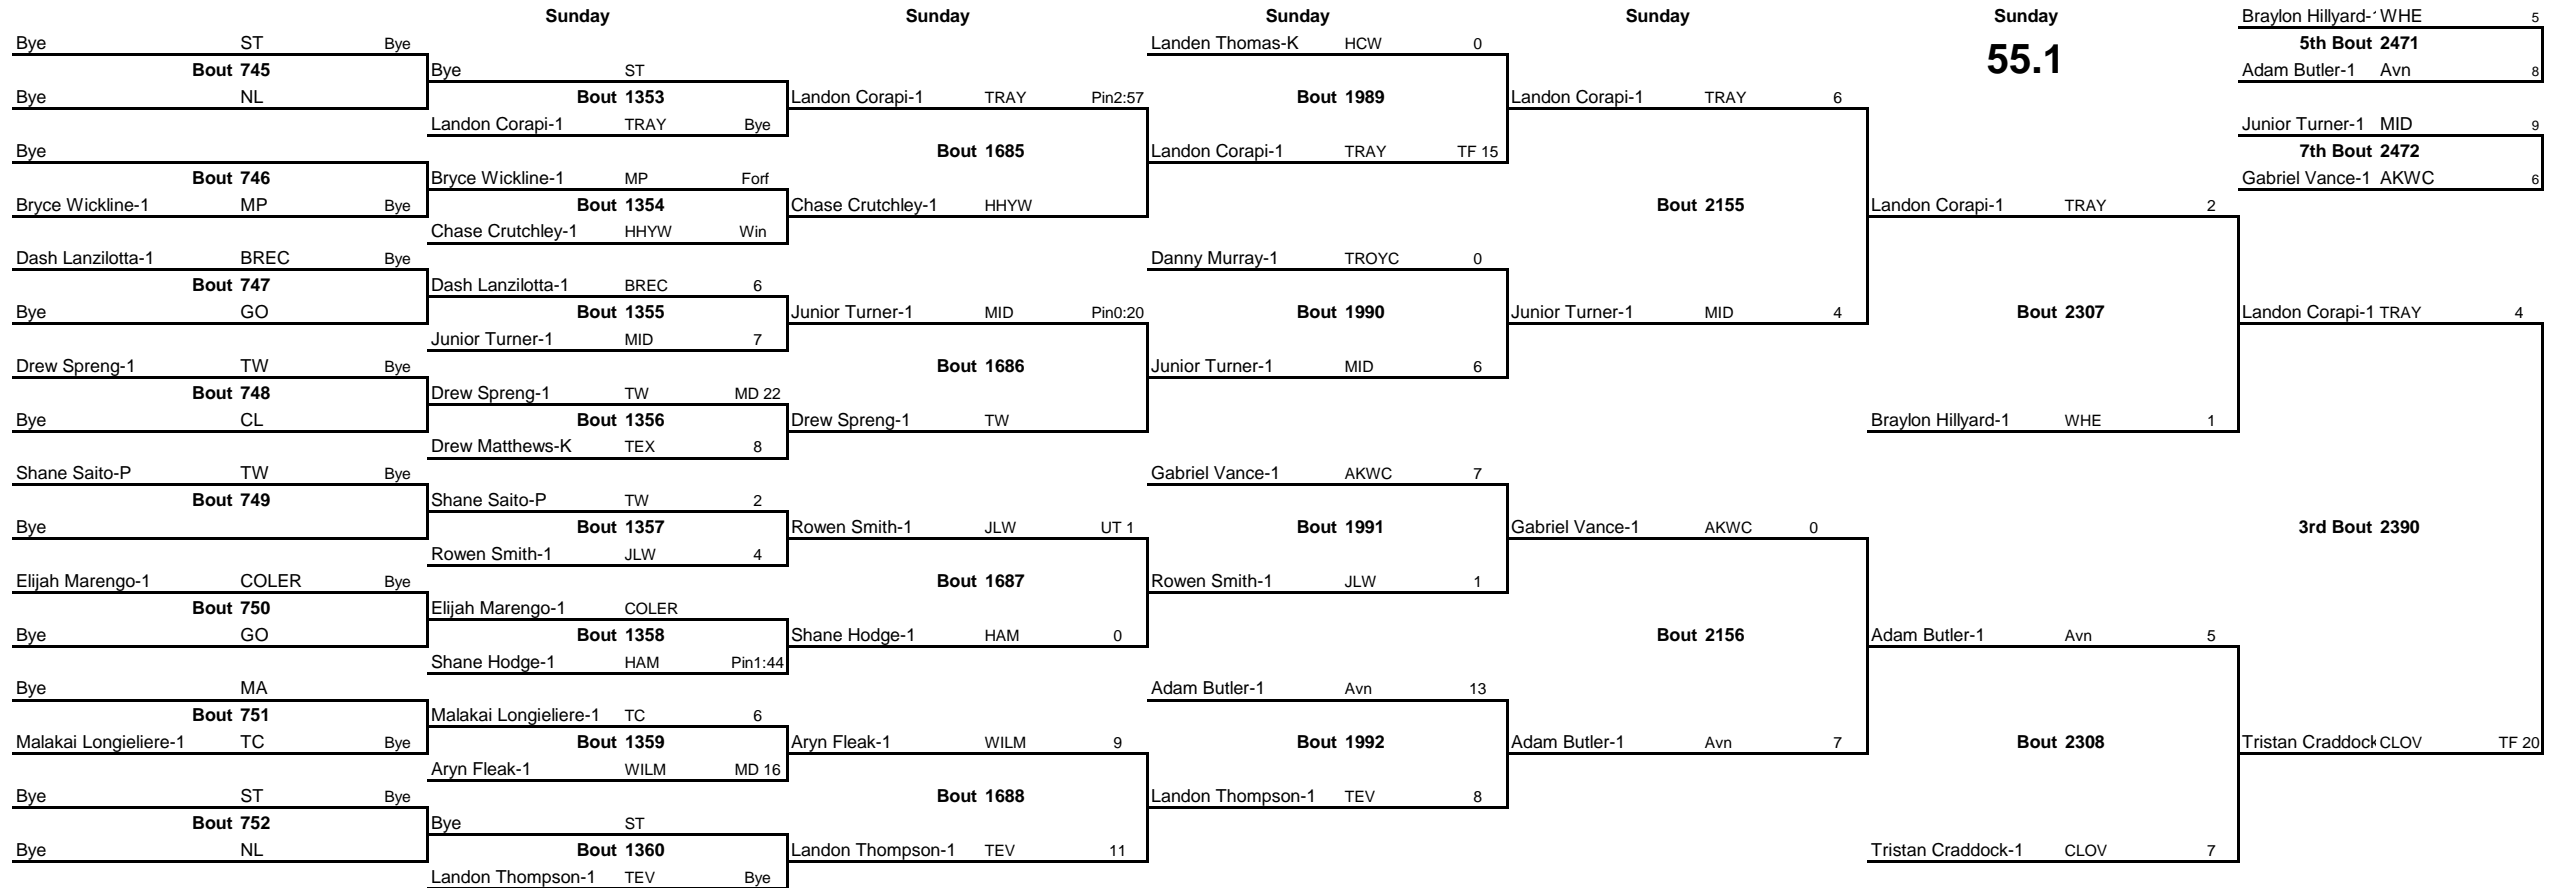 Sunday Sunday Sunday Sunday Sunday
55.1
Bye ST Bye
Bout 745
Bye NL
Bye
Bout 746
Bryce Wickline-1 MP Bye
Dash Lanzilotta-1 BREC Bye
Bout 747
Bye GO
Drew Spreng-1 TW Bye
Bout 748
Bye CL
Shane Saito-P TW Bye
Bout 749
Bye
Elijah Marengo-1 COLER Bye
Bout 750
Bye GO
Bye MA
Bout 751
Malakai Longieliere-1 TC Bye
Bye ST Bye
Bout 752
Bye NL
Bye ST
Bout 1353
Landon Corapi-1 TRAY Bye
Bryce Wickline-1 MP Forf
Bout 1354
Chase Crutchley-1 HHYW Win
Dash Lanzilotta-1 BREC 6
Bout 1355
Junior Turner-1 MID 7
Drew Spreng-1 TW MD 22
Bout 1356
Drew Matthews-K TEX 8
Shane Saito-P TW 2
Bout 1357
Rowen Smith-1 JLW 4
Elijah Marengo-1 COLER
Bout 1358
Shane Hodge-1 HAM Pin1:44
Malakai Longieliere-1 TC 6
Bout 1359
Aryn Fleak-1 WILM MD 16
Bye ST
Bout 1360
Landon Thompson-1 TEV Bye
Landon Corapi-1 TRAY Pin2:57
Bout 1685
Chase Crutchley-1 HHYW
Junior Turner-1 MID Pin0:20
Bout 1686
Drew Spreng-1 TW
Rowen Smith-1 JLW UT 1
Bout 1687
Shane Hodge-1 HAM 0
Aryn Fleak-1 WILM 9
Bout 1688
Landon Thompson-1 TEV 11
Landen Thomas-K HCW 0
Bout 1989
Landon Corapi-1 TRAY TF 15
Danny Murray-1 TROYC 0
Bout 1990
Junior Turner-1 MID 6
Gabriel Vance-1 AKWC 7
Bout 1991
Rowen Smith-1 JLW 1
Adam Butler-1 Avn 13
Bout 1992
Landon Thompson-1 TEV 8
Landon Corapi-1 TRAY 6
Bout 2155
Junior Turner-1 MID 4
Gabriel Vance-1 AKWC 0
Bout 2156
Adam Butler-1 Avn 7
Landon Corapi-1 TRAY 2
Bout 2307
Braylon Hillyard-1 WHE 1
Adam Butler-1 Avn 5
Bout 2308
Tristan Craddock-1 CLOV 7
Braylon Hillyard- WHE 5
5th Bout 2471
Adam Butler-1 Avn 8
Junior Turner-1 MID 9
7th Bout 2472
Gabriel Vance-1 AKWC 6
Landon Corapi-1 TRAY 4
3rd Bout 2390
Tristan Craddock CLOV TF 20